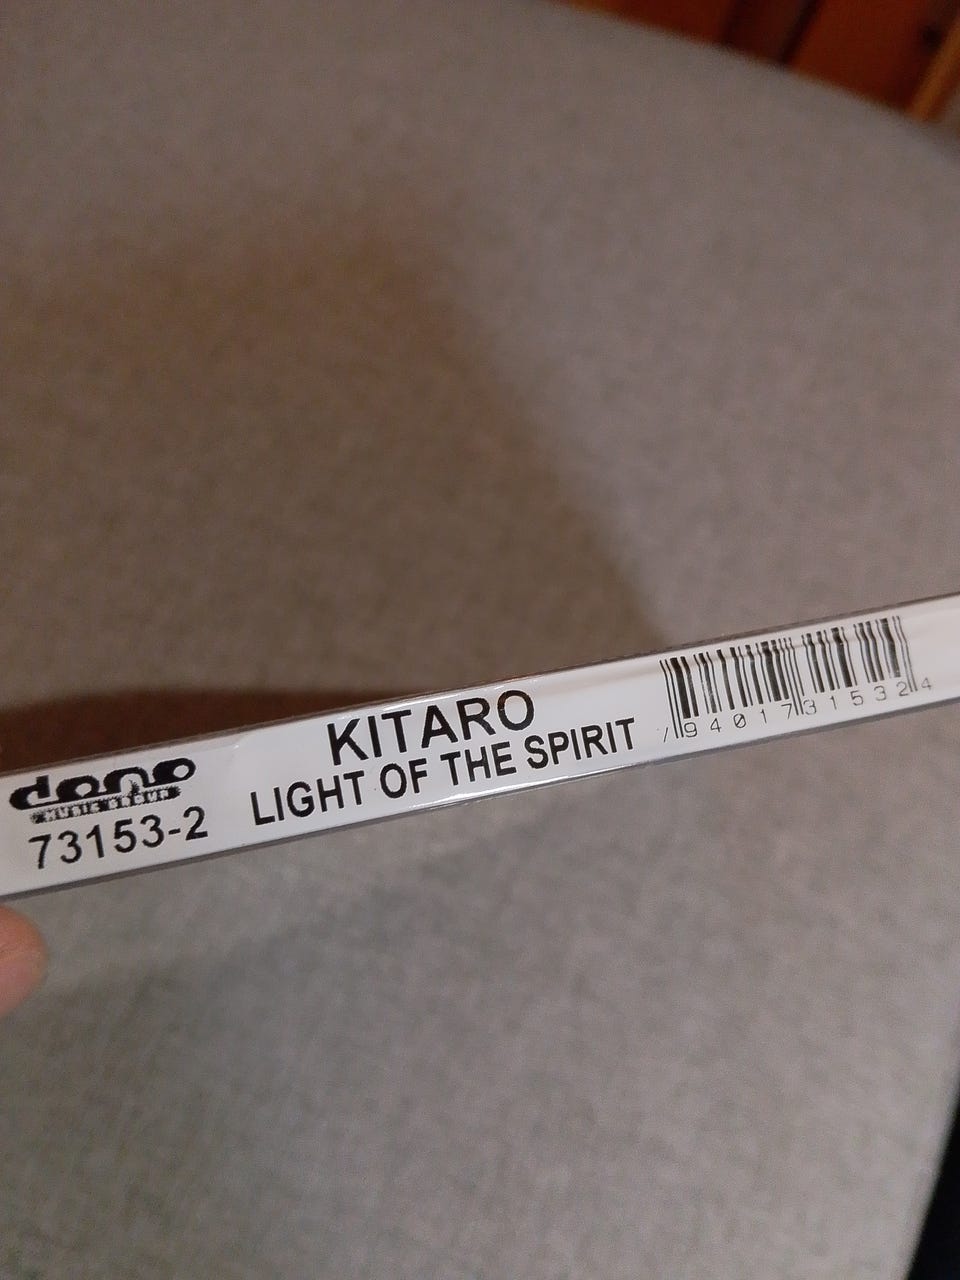 domo
MUSIC GROUP
73153-2
KITARO
LIGHT OF THE SPIRIT
7 94017 31532 4